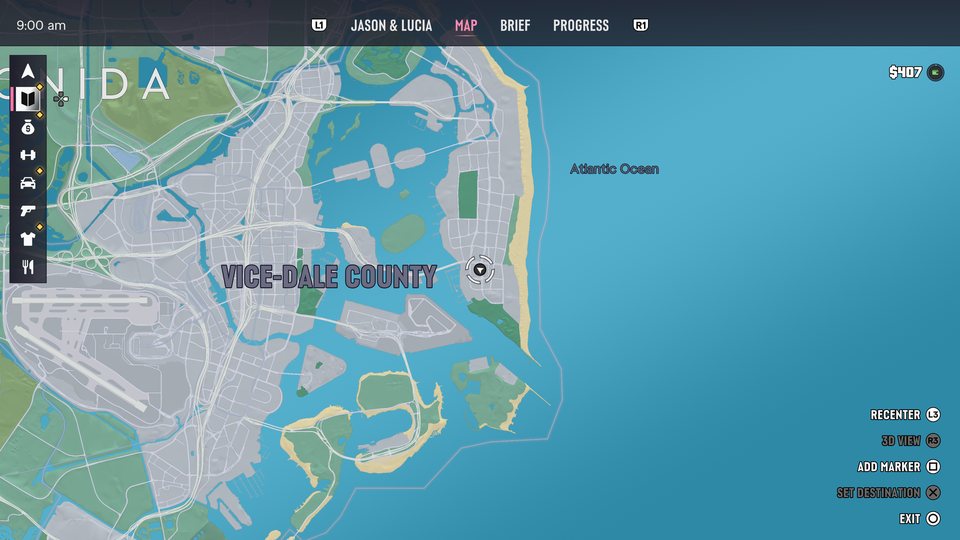 9:00 am
L1 JASON & LUCIA MAP BRIEF PROGRESS R1
$407
NIDA
Atlantic Ocean
VICE-DALE COUNTY
RECENTER L3
3D VIEW R3
ADD MARKER
SET DESTINATION
EXIT